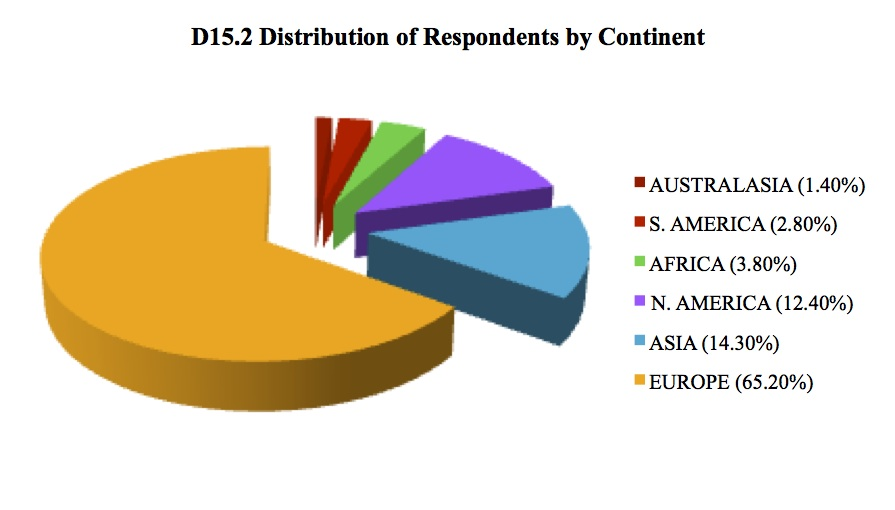 D15.2 Distribution of Respondents by Continent
AUSTRALASIA (1.40%)
S. AMERICA (2.80%)
AFRICA (3.80%)
N. AMERICA (12.40%)
ASIA (14.30%)
EUROPE (65.20%)